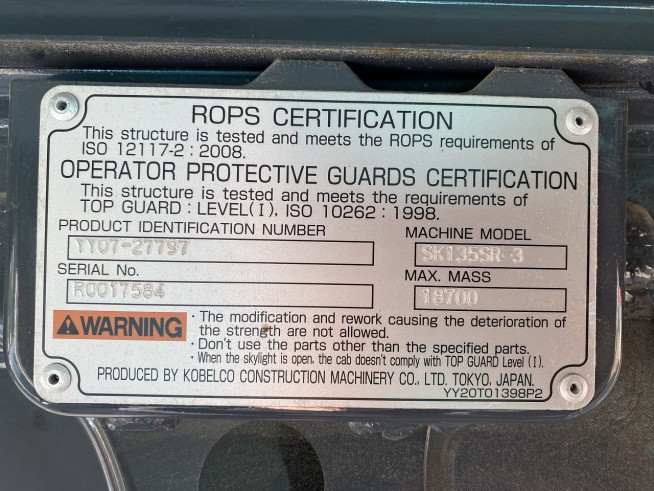 ROPS CERTIFICATION
This structure is tested and meets the ROPS requirements of
ISO 12117-2 : 2008.
OPERATOR PROTECTIVE GUARDS CERTIFICATION
This structure is tested and meets the requirements of
TOP GUARD : LEVEL(I), ISO 10262 : 1998.
PRODUCT IDENTIFICATION NUMBER
YY07-27797
MACHINE MODEL
SK135SR-3
SERIAL No.
R0017584
MAX. MASS
18700
WARNING
· The modification and rework causing the deterioration of
the strength are not allowed.
· Don't use the parts other than the specified parts.
· When the skylight is open, the cab doesn't comply with TOP GUARD Level (I).
PRODUCED BY KOBELCO CONSTRUCTION MACHINERY CO., LTD. TOKYO, JAPAN.
YY20T01398P2